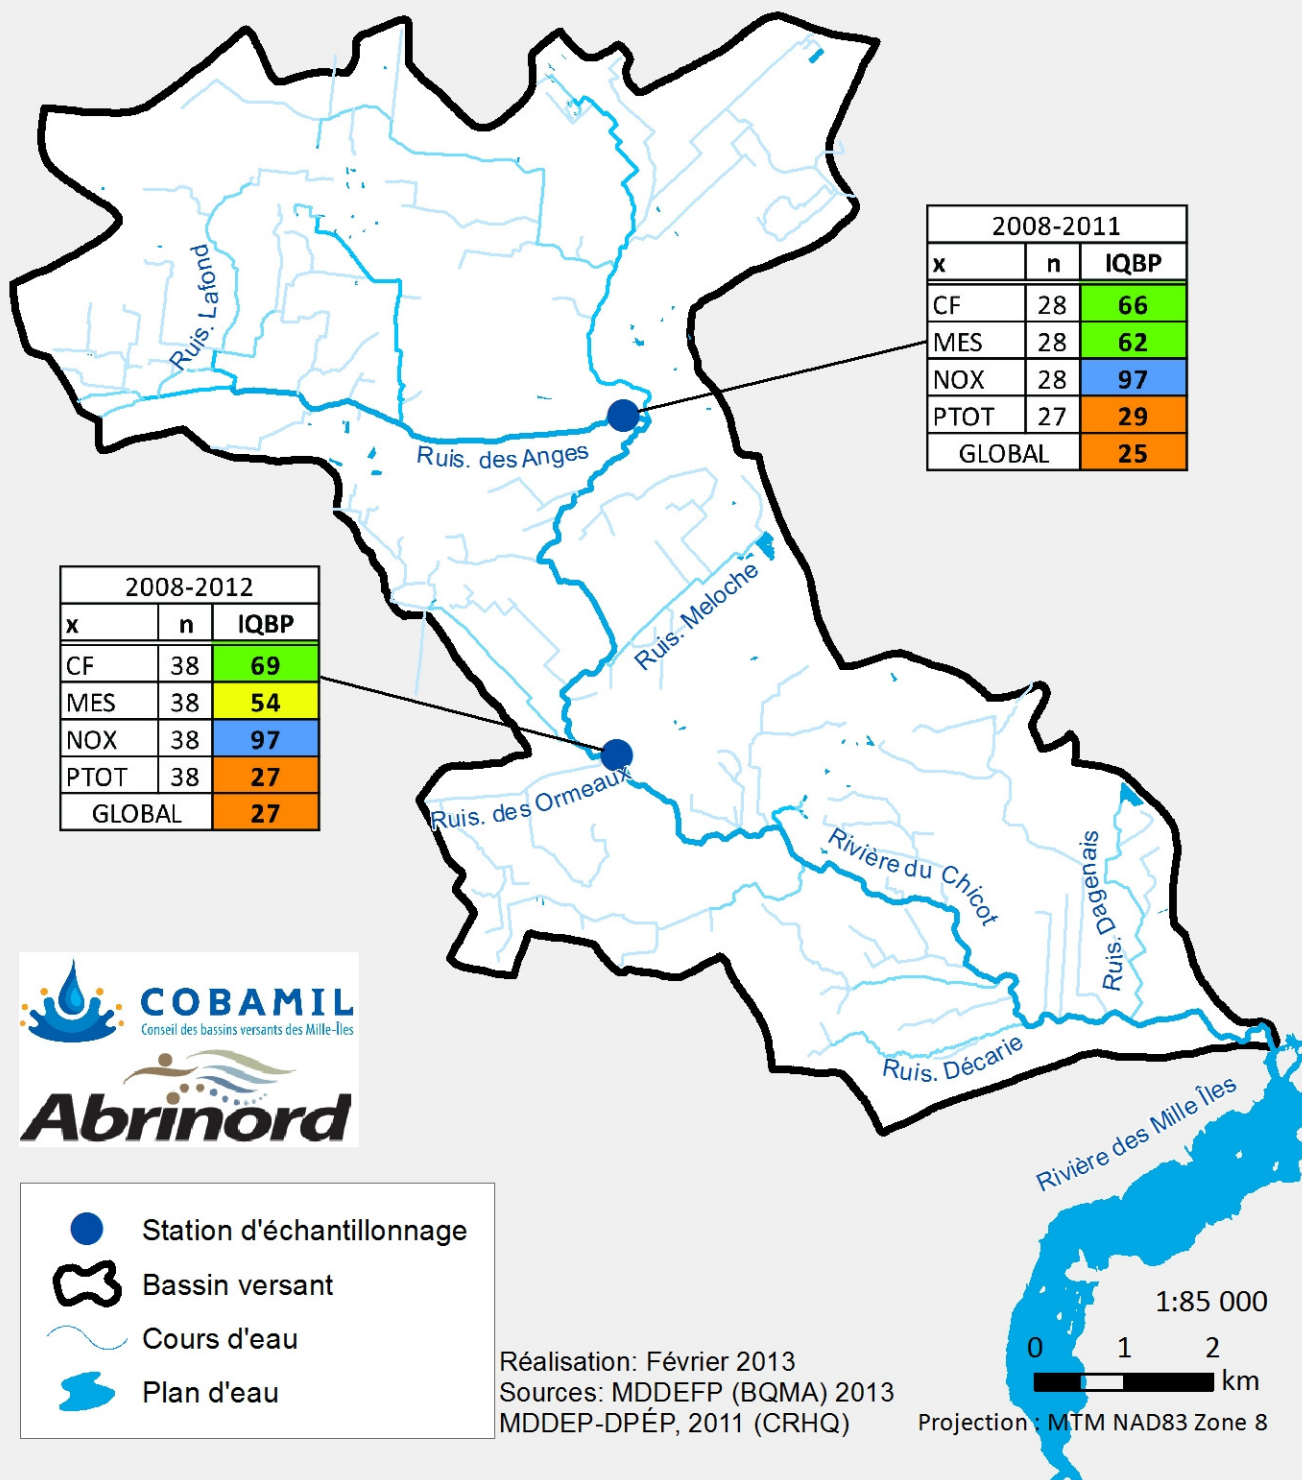 2008-2011
x n IQBP
CF 28 66
MES 28 62
NOX 28 97
PTOT 27 29
GLOBAL 25
Ruis. Lafond
Ruis. des Anges
Ruis. Meloche
2008-2012
x n IQBP
CF 38 69
MES 38 54
NOX 38 97
PTOT 38 27
GLOBAL 27
Ruis. des Ormeaux
Rivière du Chicot
Ruis. Dagenais
Ruis. Décarie
Rivière des Mille Îles
COBAMIL
Conseil des bassins versants des Mille-Îles
Abrinord
Station d'échantillonnage
Bassin versant
Cours d'eau
Plan d'eau
Réalisation: Février 2013
Sources: MDDEFP (BQMA) 2013
MDDEP-DPÉP, 2011 (CRHQ)
1:85 000
0 1 2
km
Projection : MTM NAD83 Zone 8